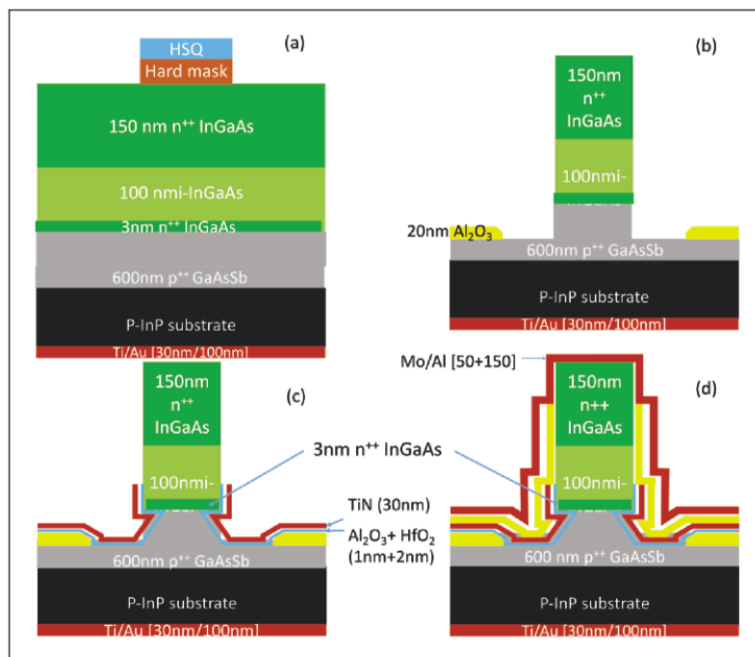 (a)
HSQ
Hard mask
150 nm n⁺⁺ InGaAs
100 nmi-InGaAs
3nm n⁺⁺ InGaAs
600nm p⁺⁺ GaAsSb
P-InP substrate
Ti/Au [30nm/100nm]
(b)
150nm
n⁺⁺
InGaAs
100nmi-
20nm Al₂O₃
600nm p⁺⁺ GaAsSb
P-InP substrate
Ti/Au [30nm/100nm]
(c)
150nm
n⁺⁺
InGaAs
100nmi-
3nm n⁺⁺ InGaAs
TiN (30nm)
Al₂O₃+ HfO₂
(1nm+2nm)
600nm p⁺⁺ GaAsSb
P-InP substrate
Ti/Au [30nm/100nm]
(d)
Mo/Al [50+150]
150nm
n++
InGaAs
100nmi-
600 nm p⁺⁺ GaAsSb
P-InP substrate
Ti/Au [30nm/100nm]